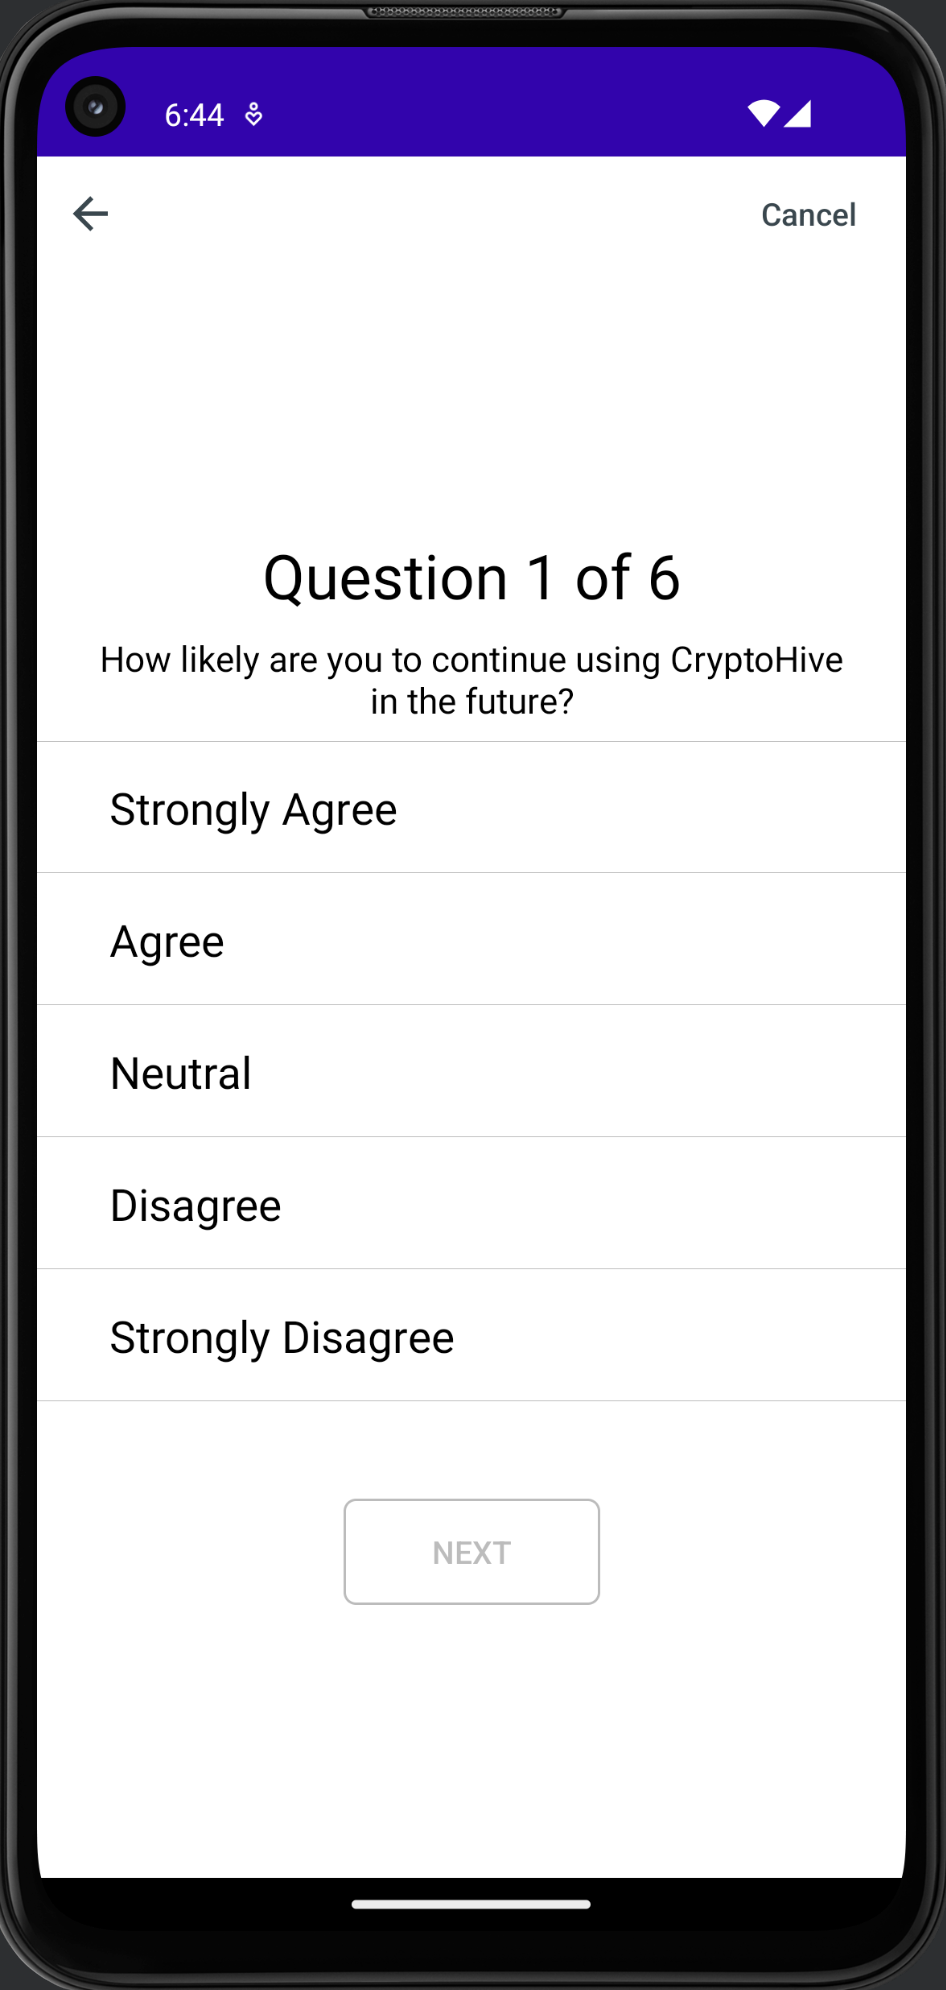 6:44
Cancel
Question 1 of 6
How likely are you to continue using CryptoHive
in the future?
Strongly Agree
Agree
Neutral
Disagree
Strongly Disagree
NEXT